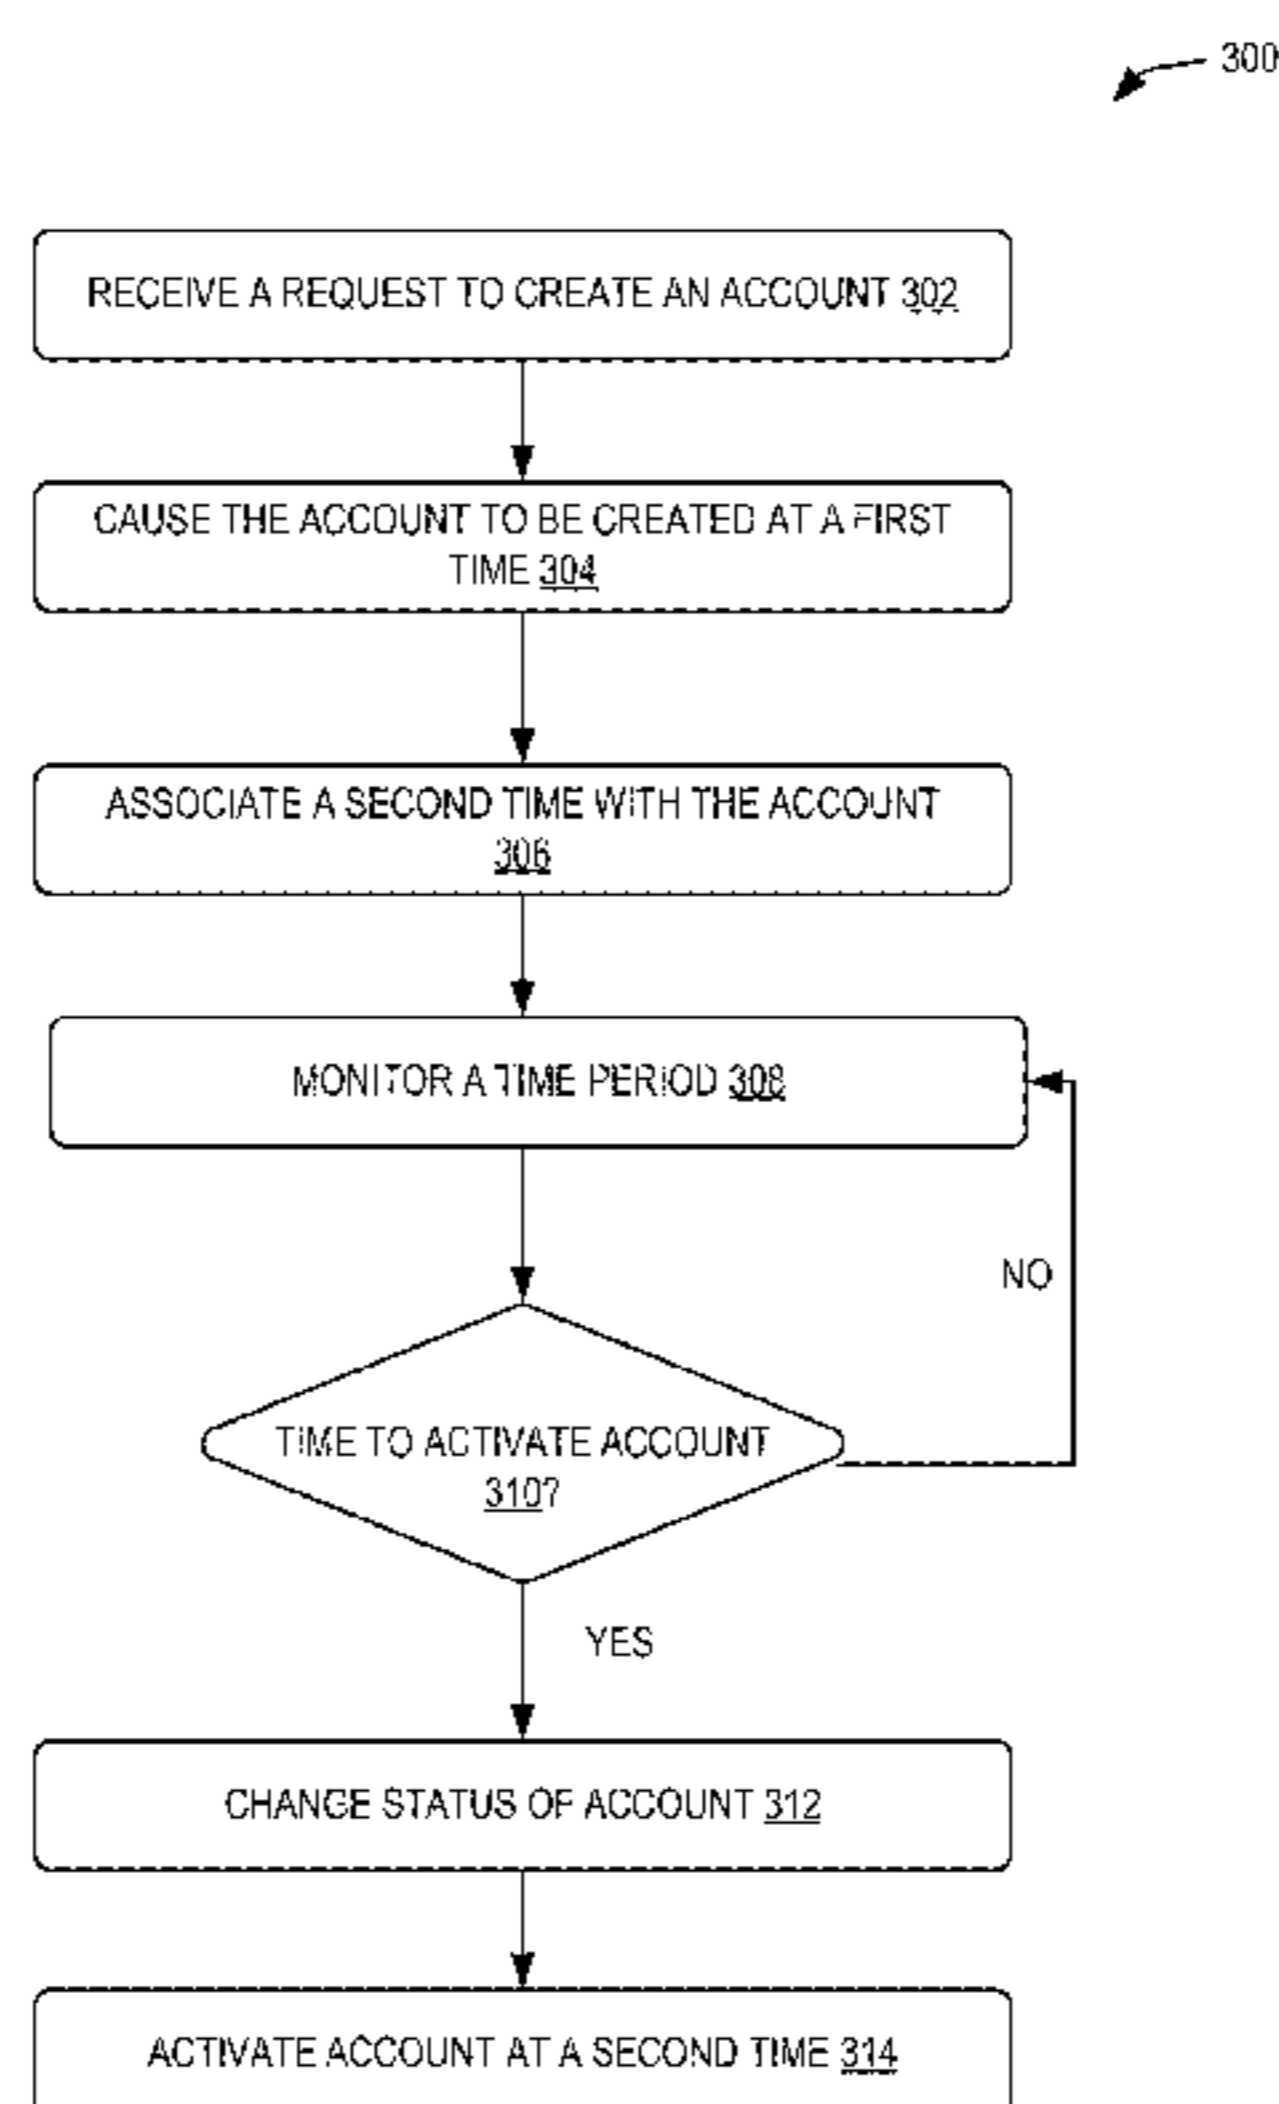 300
RECEIVE A REQUEST TO CREATE AN ACCOUNT 302
CAUSE THE ACCOUNT TO BE CREATED AT A FIRST
TIME 304
ASSOCIATE A SECOND TIME WITH THE ACCOUNT
306
MONITOR A TIME PERIOD 308
NO
TIME TO ACTIVATE ACCOUNT
310?
YES
CHANGE STATUS OF ACCOUNT 312
ACTIVATE ACCOUNT AT A SECOND TIME 314